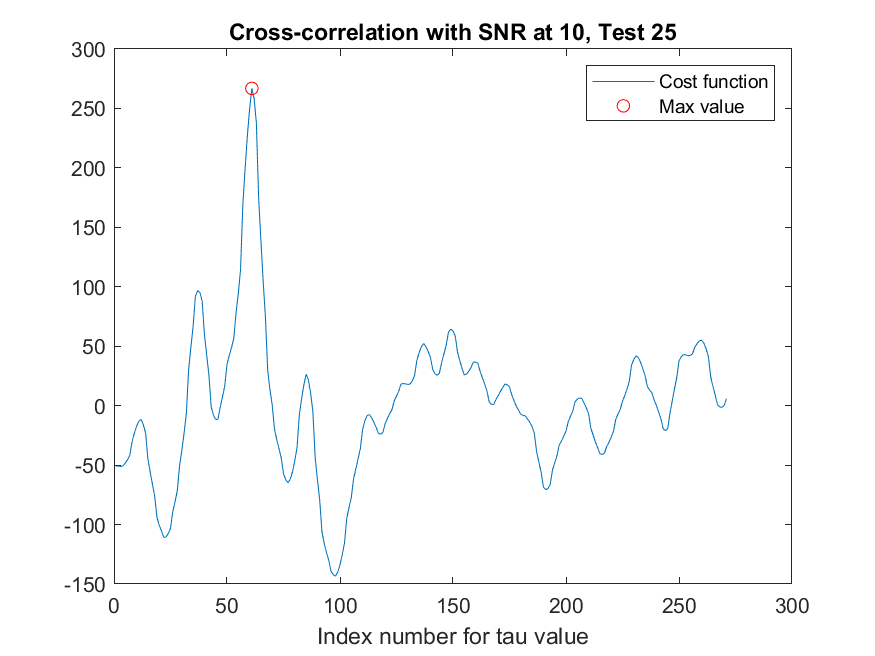 Cross-correlation with SNR at 10, Test 25
300
250
200
150
100
50
0
-50
-100
-150
Cost function
Max value
0 50 100 150 200 250 300
Index number for tau value